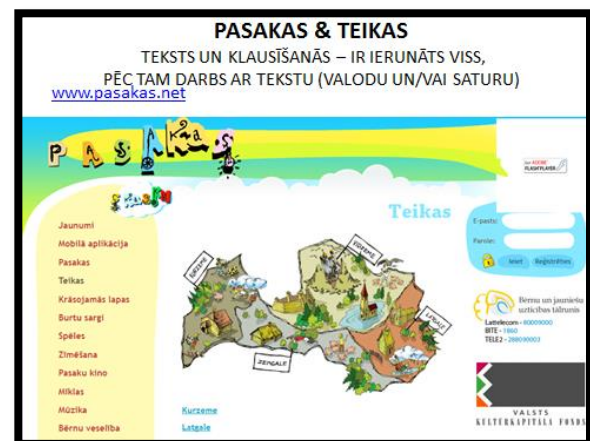 PASAKAS & TEIKAS
TEKSTS UN KLAUSĪŠANĀS – IR IERUNĀTS VISS,
PĒC TAM DARBS AR TEKSTU (VALODU UN/VAI SATURU)
www.pasakas.net
PASAKAS
Teikas
Jaunumi
Mobilā aplikācija
Pasakas
Teikas
Krāsojamās lapas
Burtu sargi
Spēles
Zīmēšana
Pasaku kino
Mīklas
Mūzika
Bērnu veselība
KURZEME
VIDZEME
LATGALE
ZEMGALE
Kurzeme
Latgale
E-pasts:
Parole:
Ieiet
Reģistrēties
Bērnu un jauniešu
uzticības tālrunis
Lattelecom - 80009000
BITE - 1860
TELE2 - 288090003
VALSTS
KULTŪRKAPITĀLA FONDS